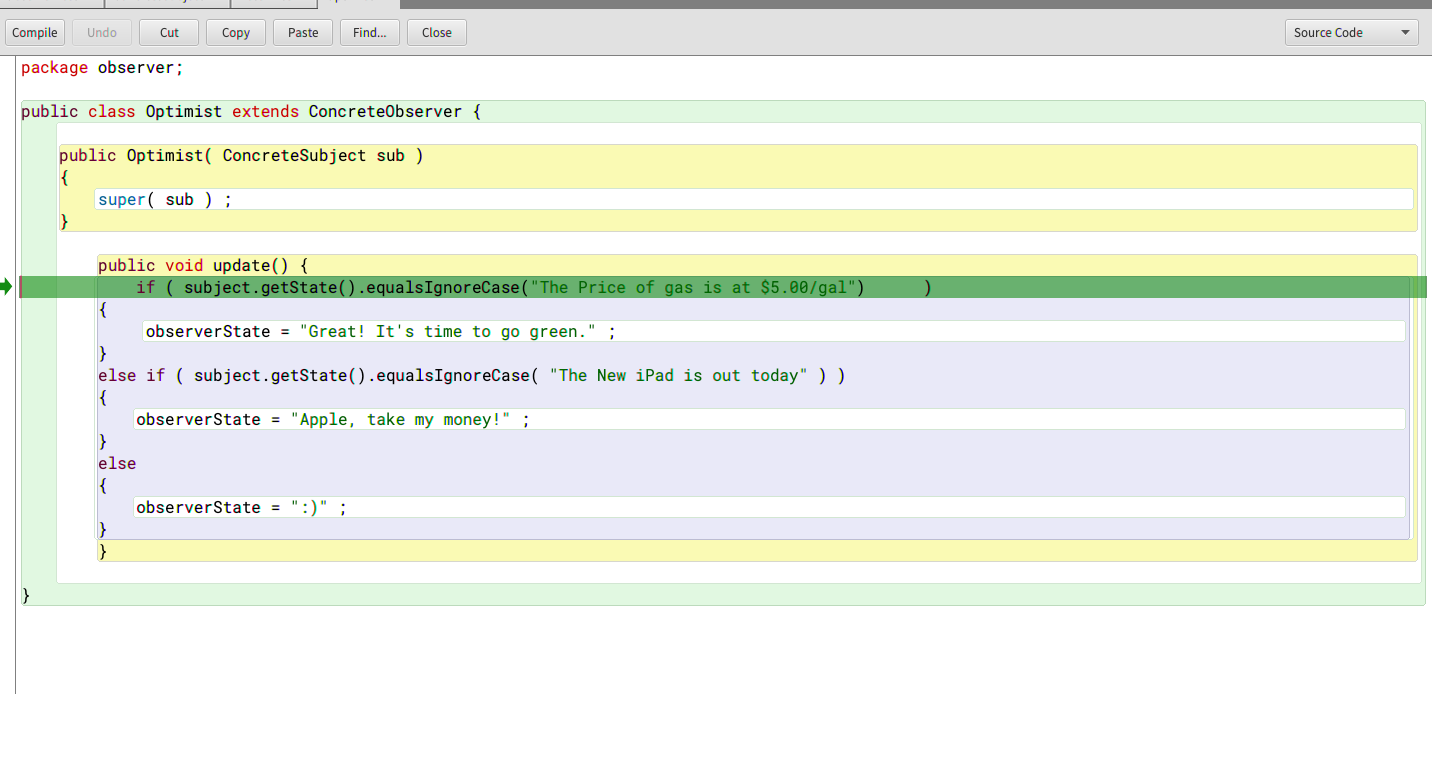 Compile Undo Cut Copy Paste Find... Close Source Code
package observer;
public class Optimist extends ConcreteObserver {
public Optimist( ConcreteSubject sub )
{
super( sub ) ;
}
public void update() {
if ( subject.getState().equalsIgnoreCase("The Price of gas is at $5.00/gal") )
{
observerState = "Great! It's time to go green." ;
}
else if ( subject.getState().equalsIgnoreCase( "The New iPad is out today" ) )
{
observerState = "Apple, take my money!" ;
}
else
{
observerState = ":)" ;
}
}
}